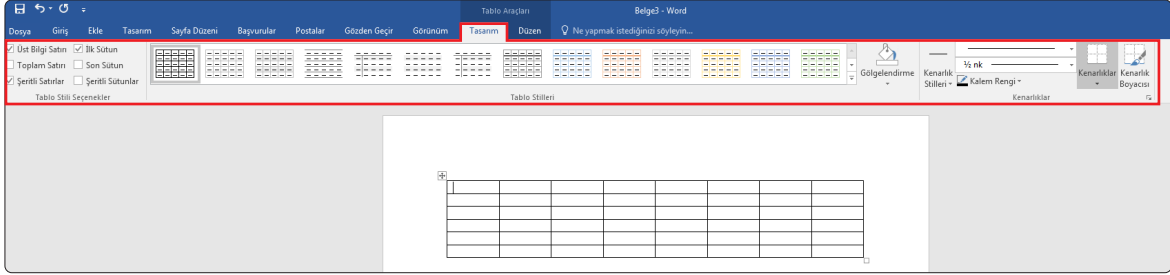 Tablo Araçları Belge3 - Word
Dosya Giriş Ekle Tasarım Sayfa Düzeni Başvurular Postalar Gözden Geçir Görünüm Tasarım Düzen Ne yapmak istediğinizi söyleyin...
Üst Bilgi Satırı İlk Sütun
Toplam Satırı Son Sütun
Şeritli Satırlar Şeritli Sütunlar
Tablo Stili Seçenekler
Tablo Stilleri
Gölgelendirme
Kenarlık
Stilleri
½ nk
Kalem Rengi
Kenarlıklar
Kenarlık
Boyacısı
Kenarlıklar